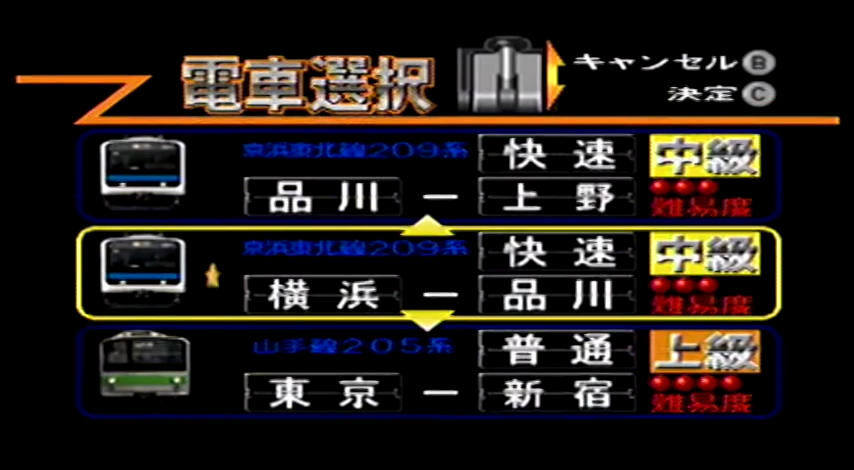 電車選択
キャンセル B
決定 C
京浜東北線209系 快速 中級
品川 ー 上野 難易度
京浜東北線209系 快速 中級
横浜 ー 品川 難易度
山手線205系 普通 上級
東京 ー 新宿 難易度